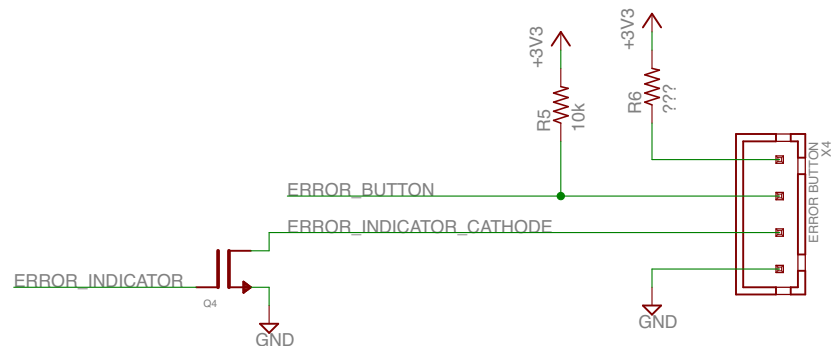 +3V3
+3V3
R5
10k
R6
???
ERROR BUTTON
X4
ERROR_BUTTON
ERROR_INDICATOR_CATHODE
ERROR_INDICATOR
Q4
GND
GND